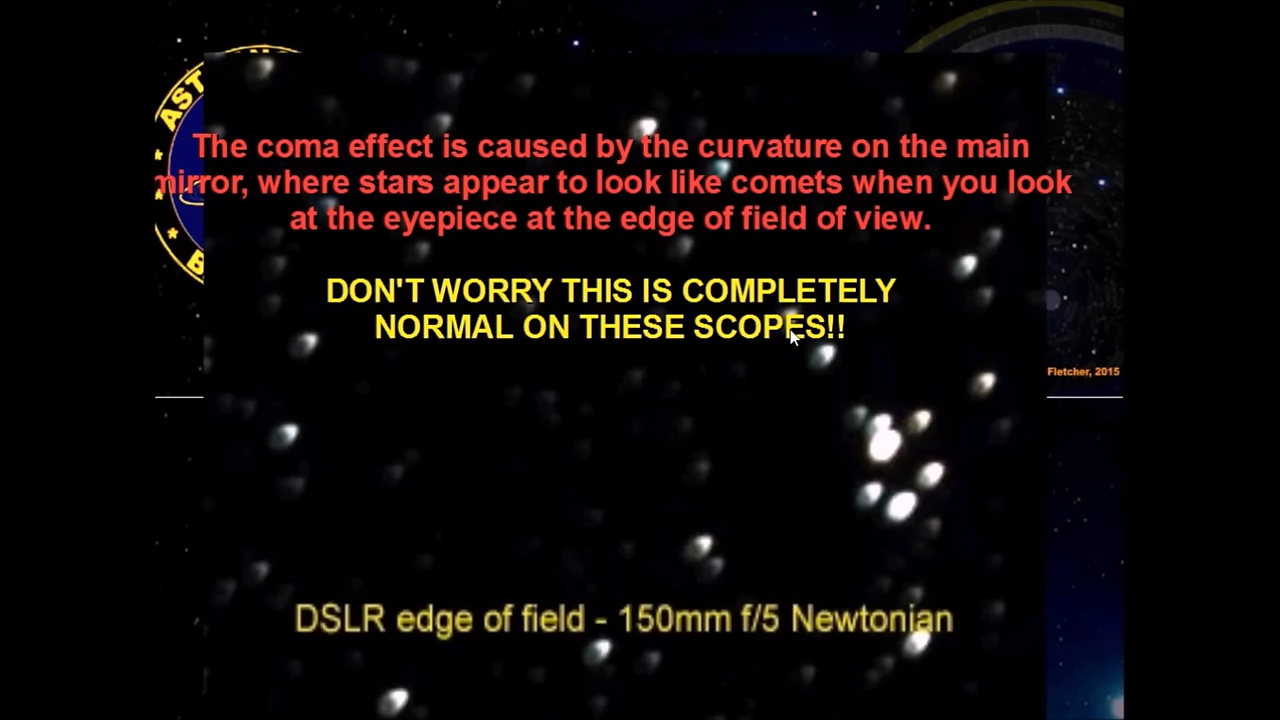 AST
The coma effect is caused by the curvature on the main
mirror, where stars appear to look like comets when you look
at the eyepiece at the edge of field of view.
DON'T WORRY THIS IS COMPLETELY
NORMAL ON THESE SCOPES!!
Fletcher, 2015
DSLR edge of field - 150mm f/5 Newtonian